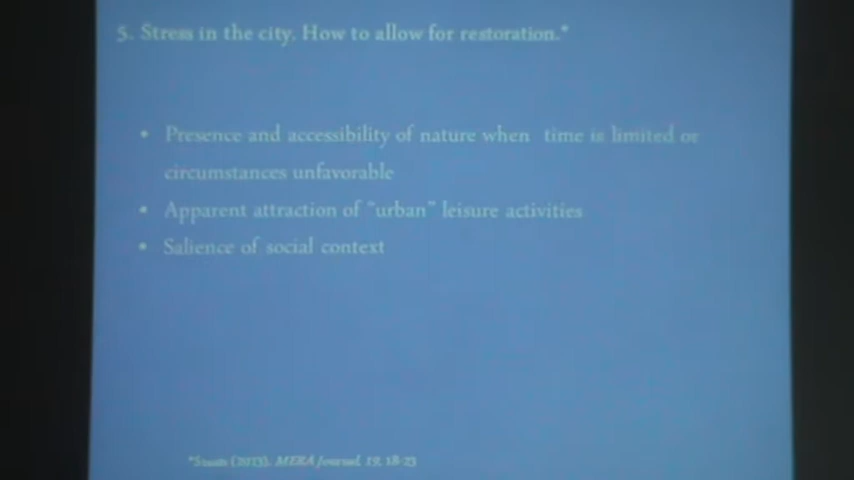 5. Stress in the city. How to allow for restoration.*
• Presence and accessibility of nature when time is limited or
circumstances unfavorable
• Apparent attraction of "urban" leisure activities
• Salience of social context
*Staats (2013). MERA Journal, 19, 18-23